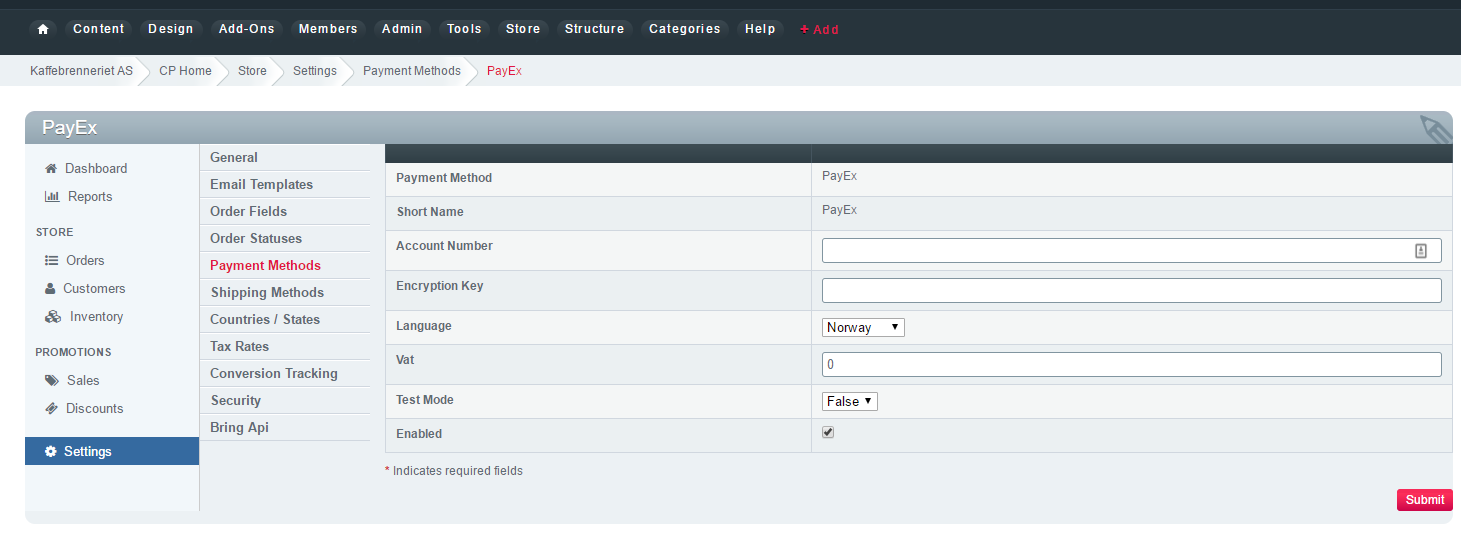 Content Design Add-Ons Members Admin Tools Store Structure Categories Help + Add
Kaffebrenneriet AS CP Home Store Settings Payment Methods PayEx
PayEx
Dashboard
Reports
STORE
Orders
Customers
Inventory
PROMOTIONS
Sales
Discounts
Settings
General
Email Templates
Order Fields
Order Statuses
Payment Methods
Shipping Methods
Countries / States
Tax Rates
Conversion Tracking
Security
Bring Api
Payment Method PayEx
Short Name PayEx
Account Number
Encryption Key
Language Norway
Vat 0
Test Mode False
Enabled
* Indicates required fields
Submit